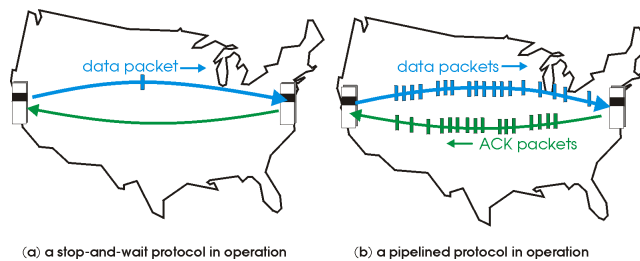 data packet
data packets
ACK packets
(a) a stop-and-wait protocol in operation
(b) a pipelined protocol in operation